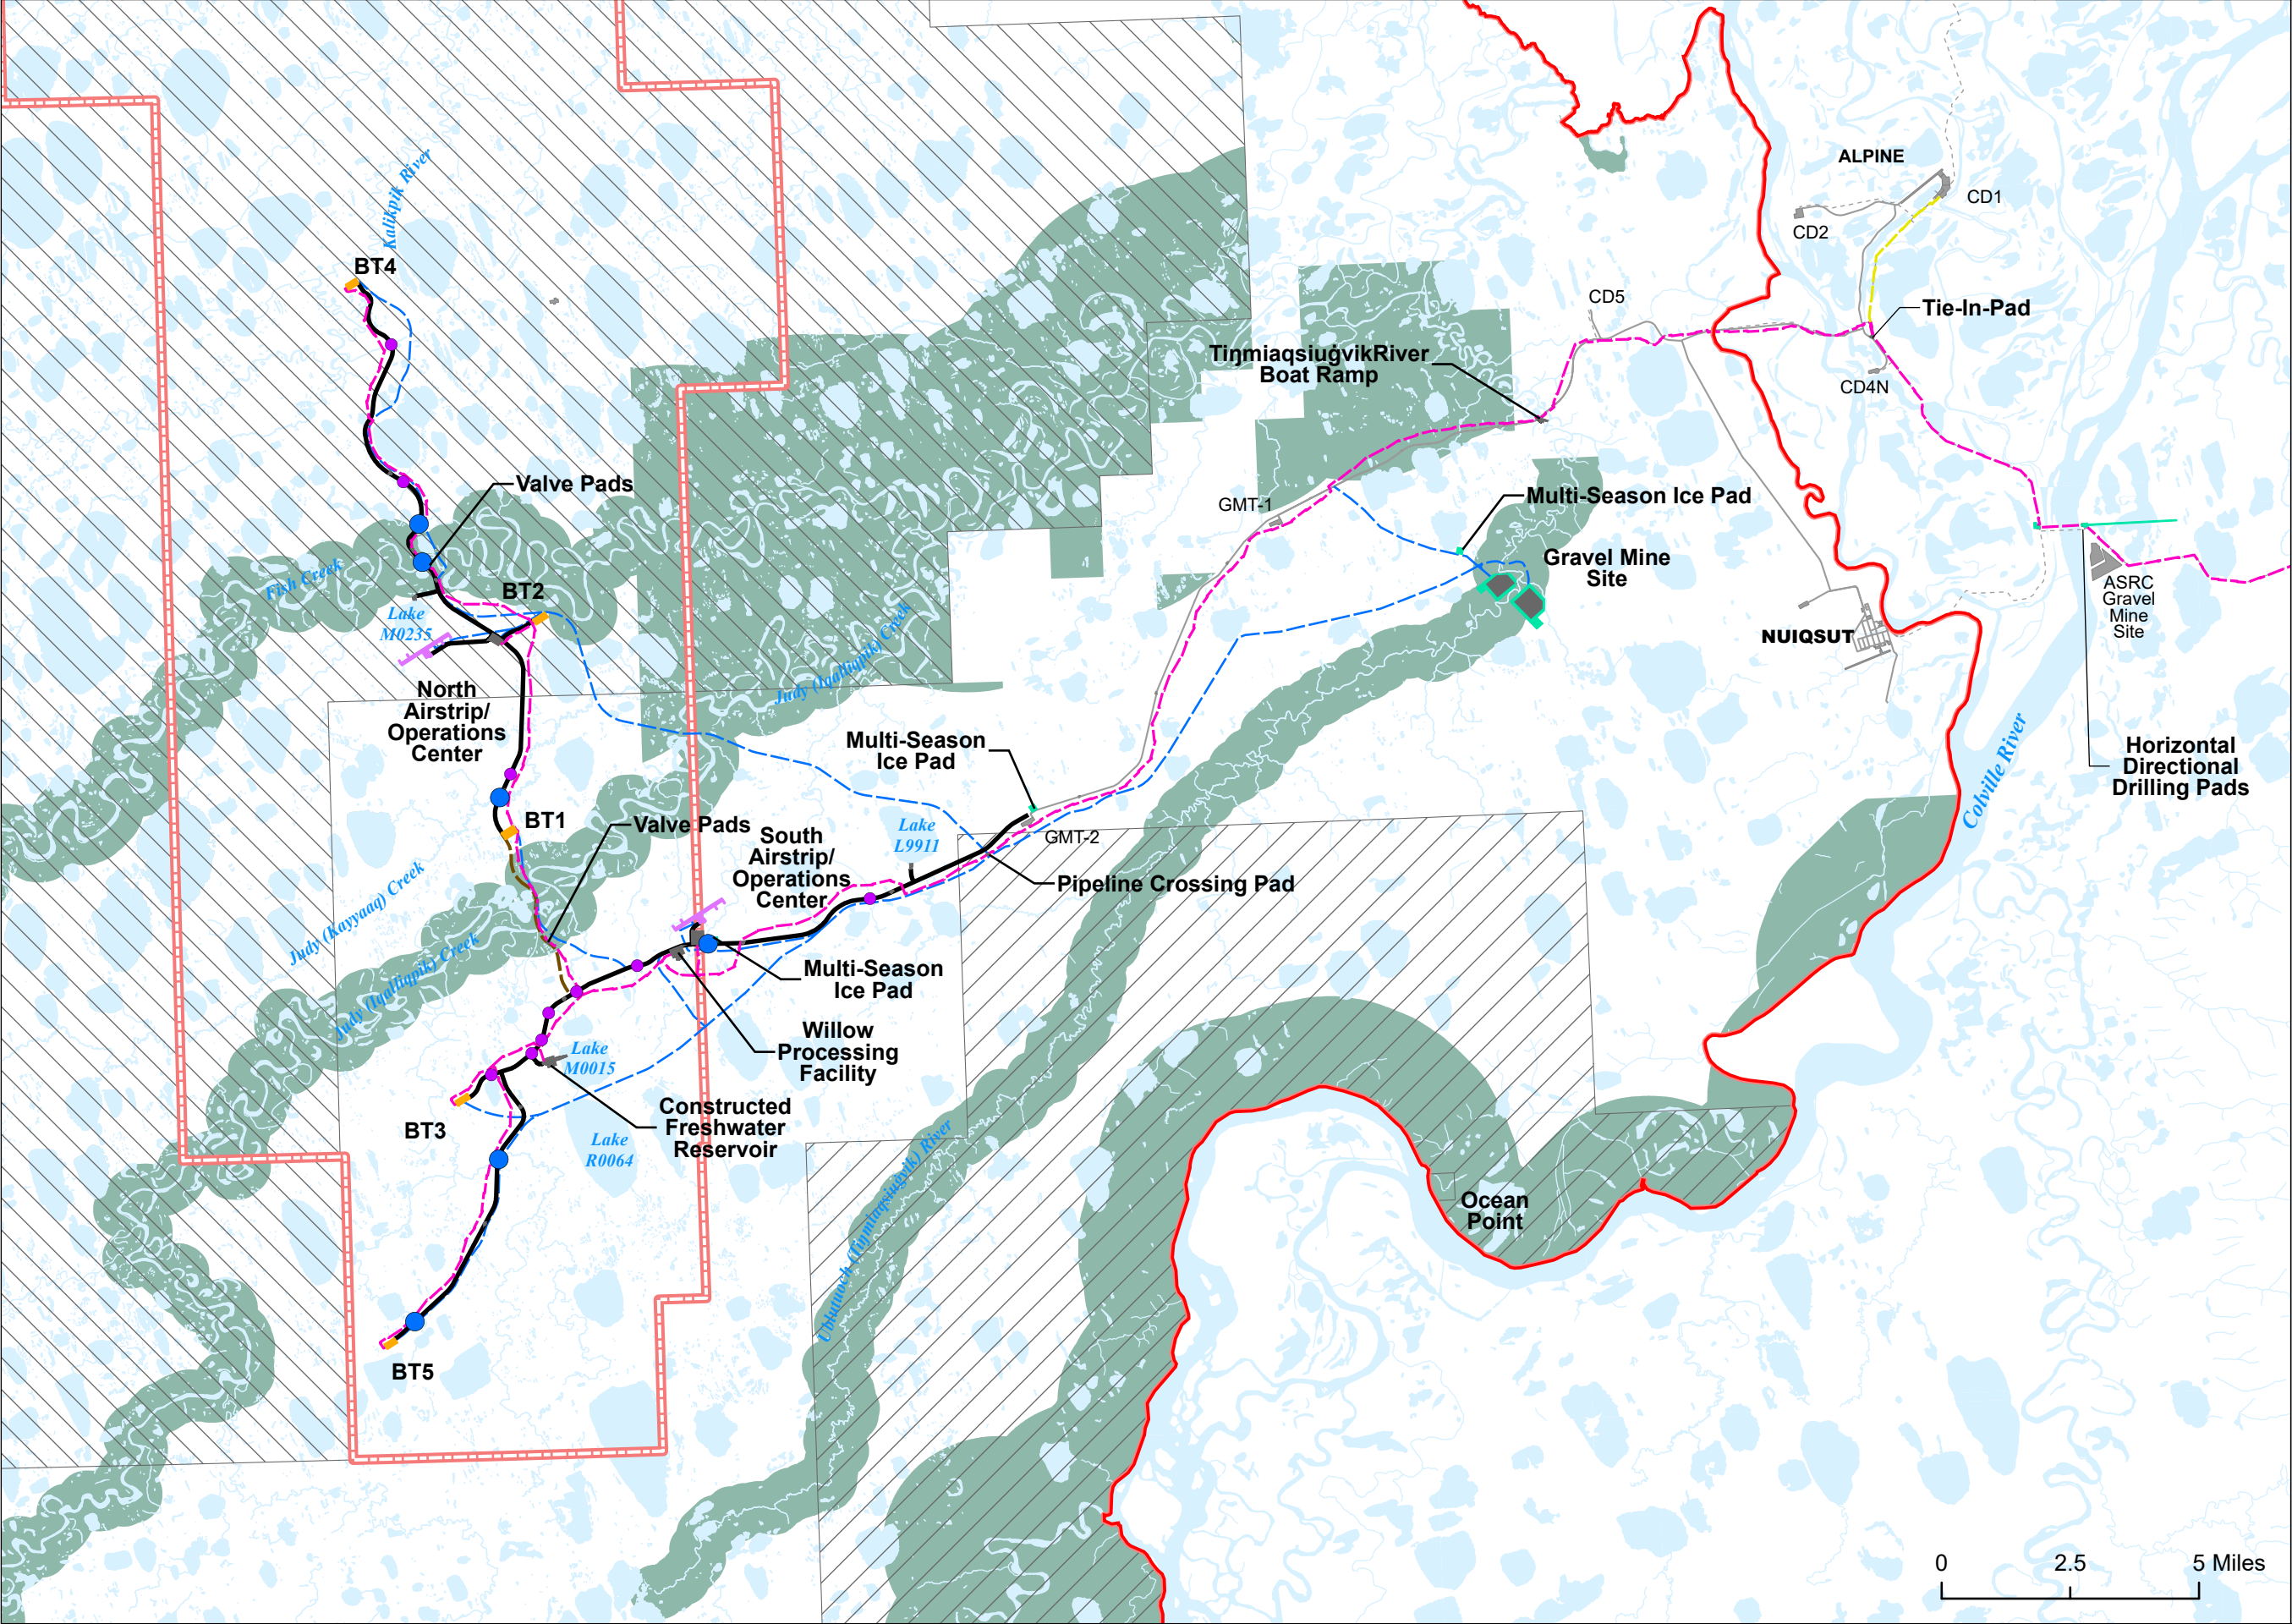 ALPINE
CD1
CD2
Kalikpik River
BT4
CD5
Tie-In-Pad
TiŋmiaqsiuġvikRiver
Boat Ramp
CD4N
Valve Pads
GMT-1
Multi-Season Ice Pad
Gravel Mine
Site
Fish Creek
BT2
Lake
M0235
ASRC
Gravel
Mine
Site
NUIQSUT
Judy (Iqalliqpik) Creek
North
Airstrip/
Operations
Center
Multi-Season
Ice Pad
Colville River
Horizontal
Directional
Drilling Pads
BT1
Valve Pads
South
Airstrip/
Operations
Center
Lake
L9911
GMT-2
Pipeline Crossing Pad
Judy (Kayyaaq) Creek
Judy (Iqalliqpik) Creek
Multi-Season
Ice Pad
Willow
Processing
Facility
Lake
M0015
Constructed
Freshwater
Reservoir
BT3
Lake
R0064
Ublutuoch (Tiŋmiaqsiuġvik) River
Ocean
Point
BT5
0 2.5 5 Miles